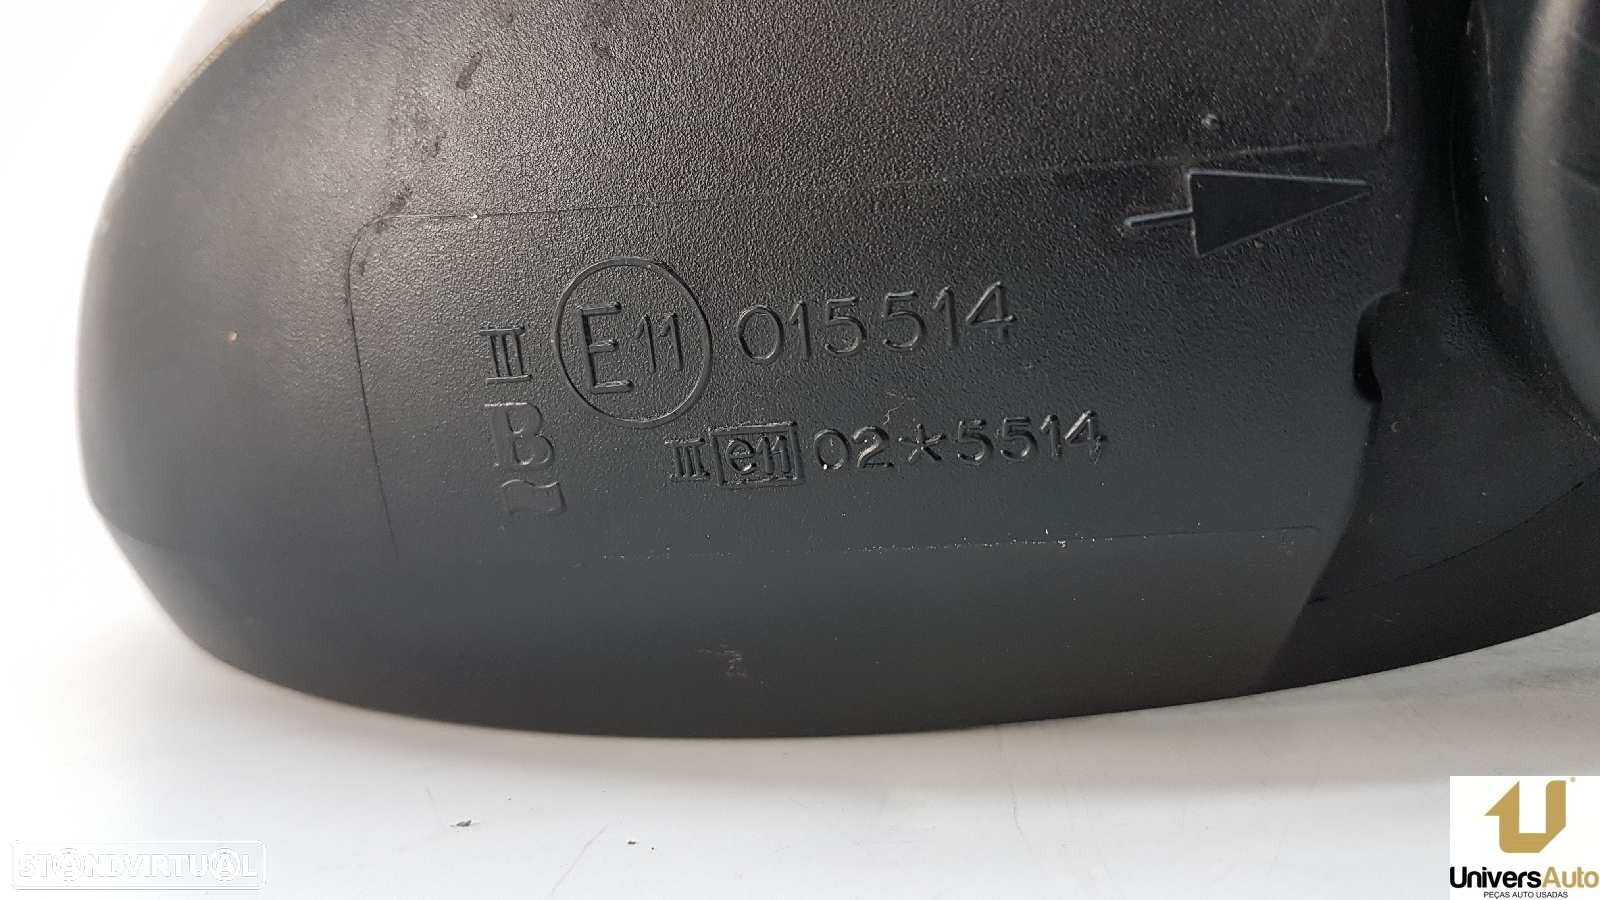 III E11 015514
B
III e11 02*5514
STANDVIRTUAL
UniversAuto
PEÇAS AUTO USADAS